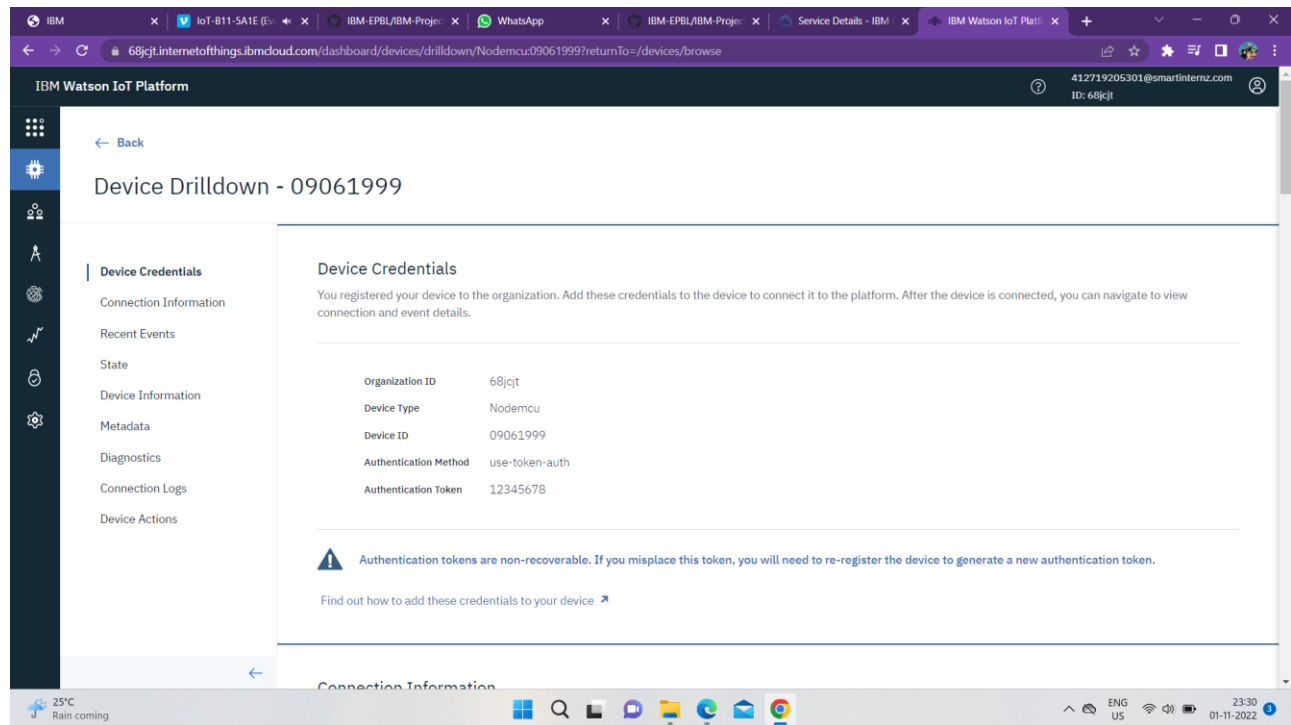 IBM
IoT-B11-5A1E (Ev
IBM-EPBL/IBM-Projec
WhatsApp
IBM-EPBL/IBM-Projec
Service Details - IBM
IBM Watson IoT Platf
68jcjt.internetofthings.ibmcloud.com/dashboard/devices/drilldown/Nodemcu:09061999?returnTo=/devices/browse
IBM Watson IoT Platform
412719205301@smartinternz.com
ID: 68jcjt
Back
Device Drilldown - 09061999
Device Credentials
Connection Information
Recent Events
State
Device Information
Metadata
Diagnostics
Connection Logs
Device Actions
Device Credentials
You registered your device to the organization. Add these credentials to the device to connect it to the platform. After the device is connected, you can navigate to view
connection and event details.
Organization ID 68jcjt
Device Type Nodemcu
Device ID 09061999
Authentication Method use-token-auth
Authentication Token 12345678
Authentication tokens are non-recoverable. If you misplace this token, you will need to re-register the device to generate a new authentication token.
Find out how to add these credentials to your device
Connection Information
25°C
Rain coming
ENG
US
23:30
01-11-2022
3